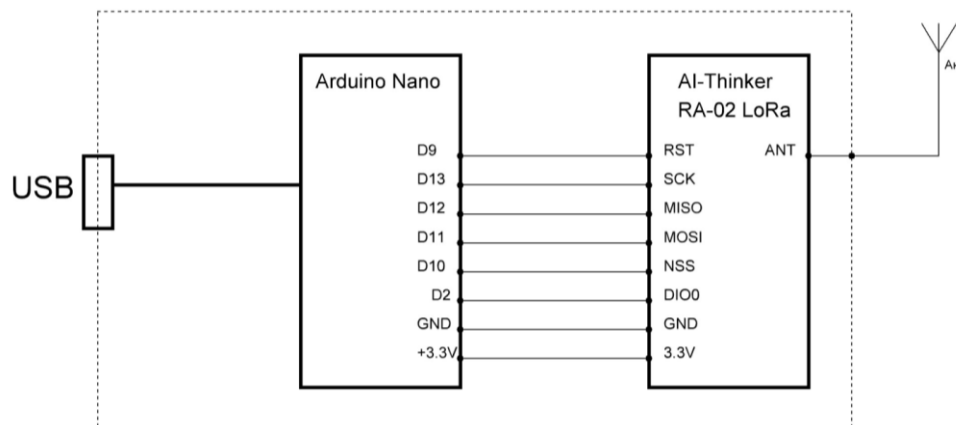 Arduino Nano
AI-Thinker
RA-02 LoRa
USB
D9
D13
D12
D11
D10
D2
GND
+3.3V
RST
SCK
MISO
MOSI
NSS
DIO0
GND
3.3V
ANT